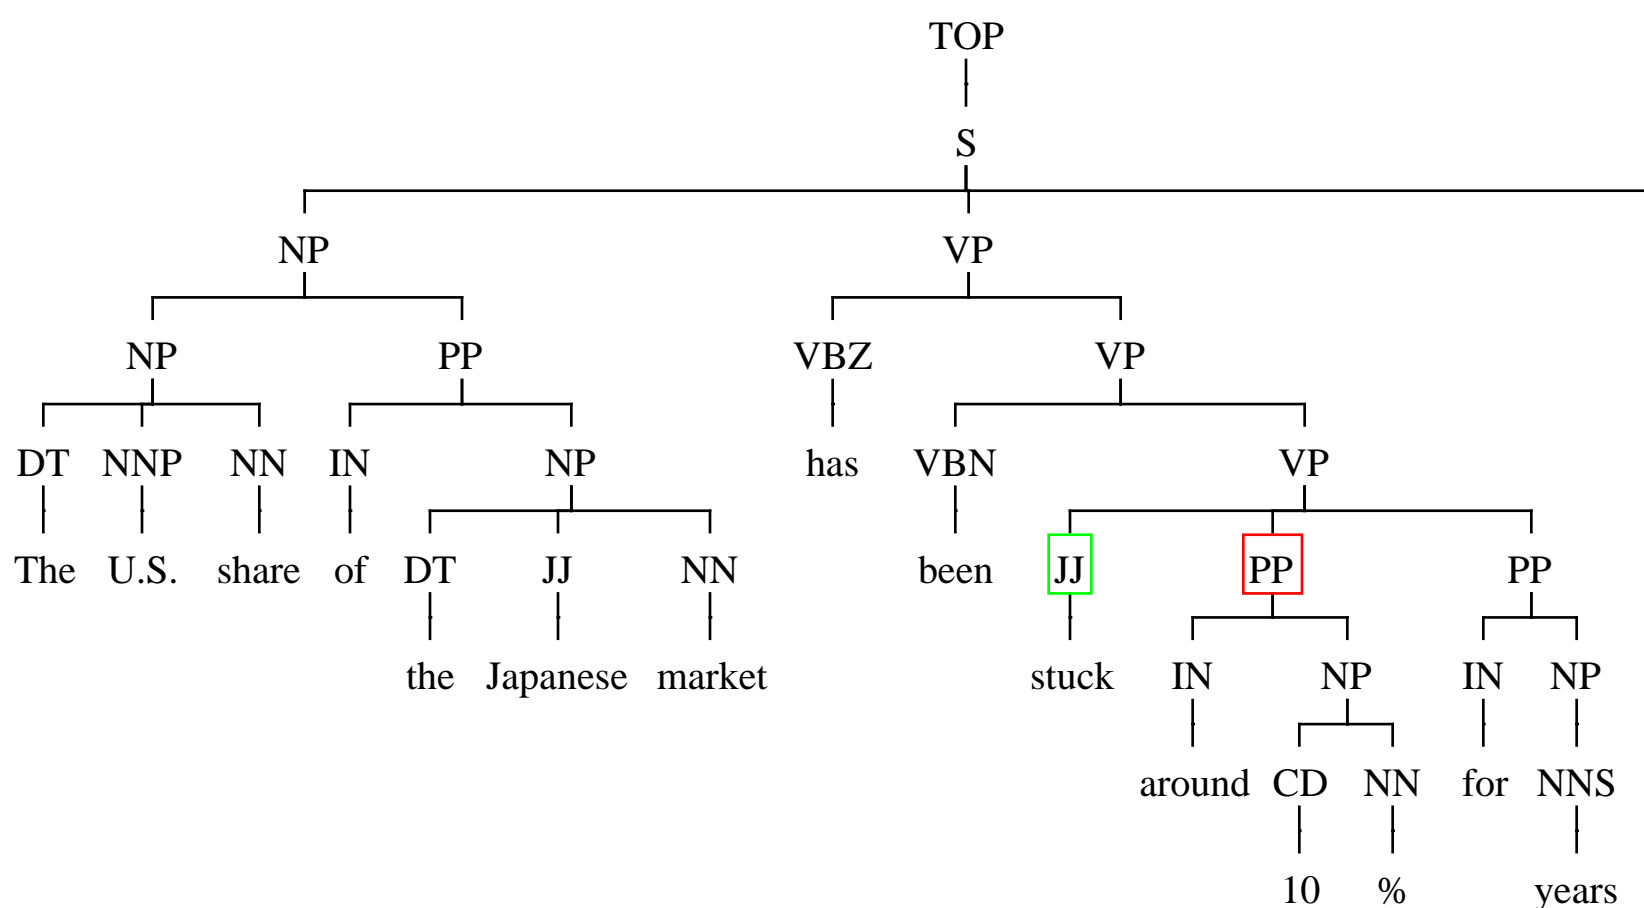 TOP
S
NP VP
NP PP VBZ VP
DT NNP NN IN NP has VBN VP
The U.S. share of DT JJ NN been JJ PP PP
the Japanese market stuck IN NP IN NP
around CD NN for NNS
10 % years